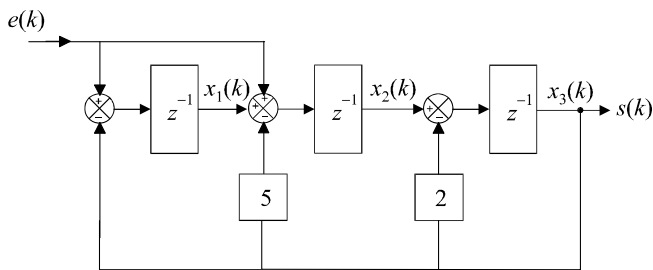 e(k)
+
−
z⁻¹
x₁(k)
+
+
−
z⁻¹
x₂(k)
+
−
z⁻¹
x₃(k)
s(k)
5
2